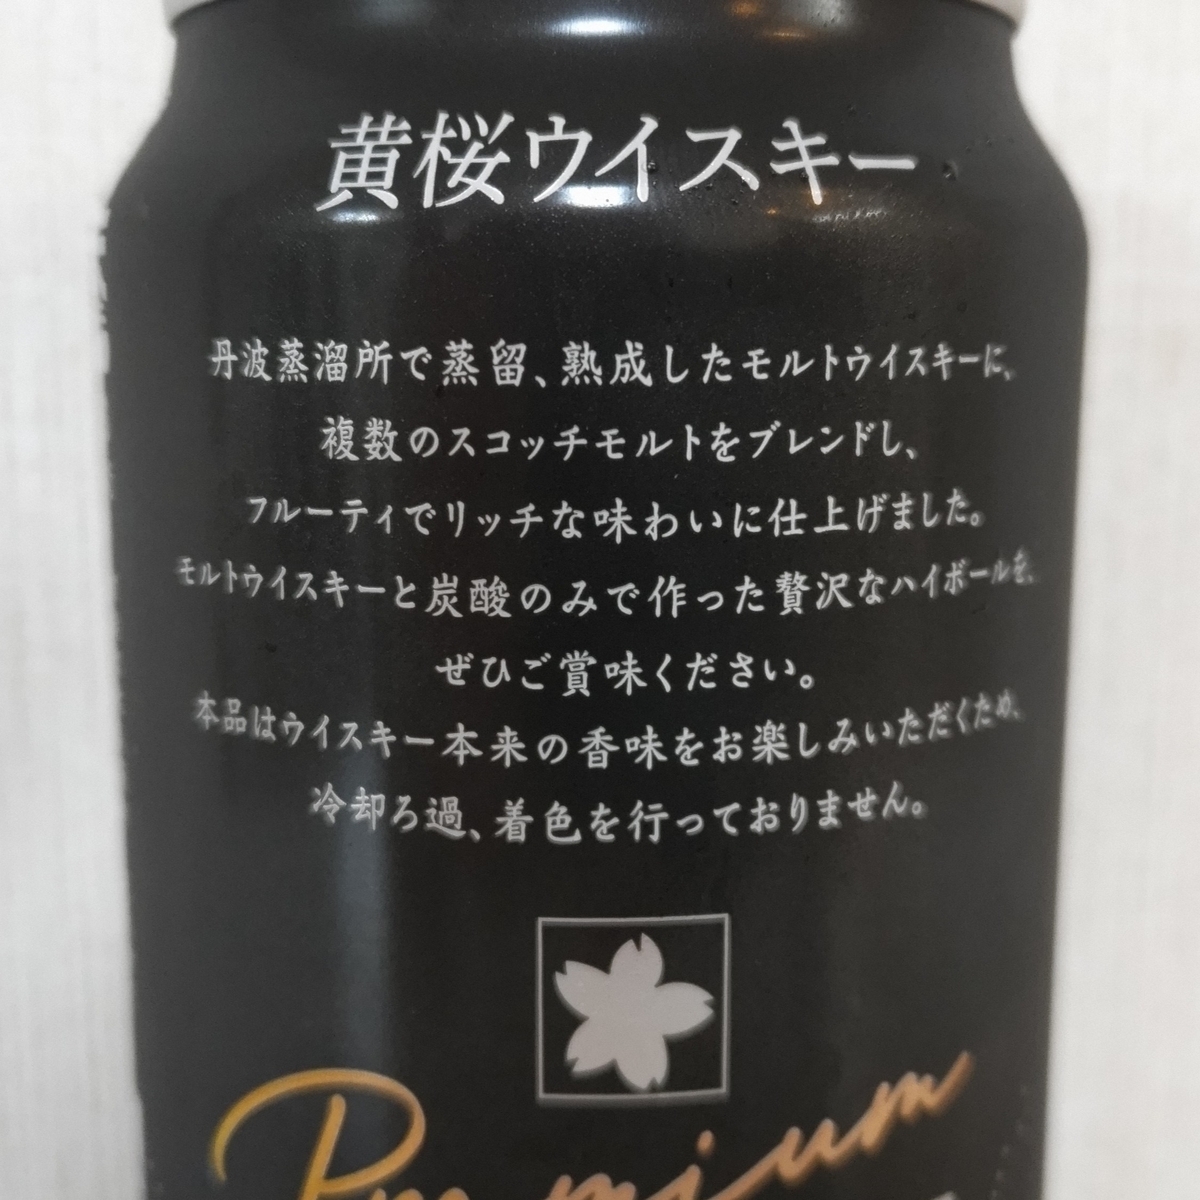 黄桜ウイスキー
丹波蒸溜所で蒸留、熟成したモルトウイスキーに、
複数のスコッチモルトをブレンドし、
フルーティでリッチな味わいに仕上げました。
モルトウイスキーと炭酸のみで作った贅沢なハイボールを、
ぜひご賞味ください。
本品はウイスキー本来の香味をお楽しみいただくため、
冷却ろ過、着色を行っておりません。
Premium